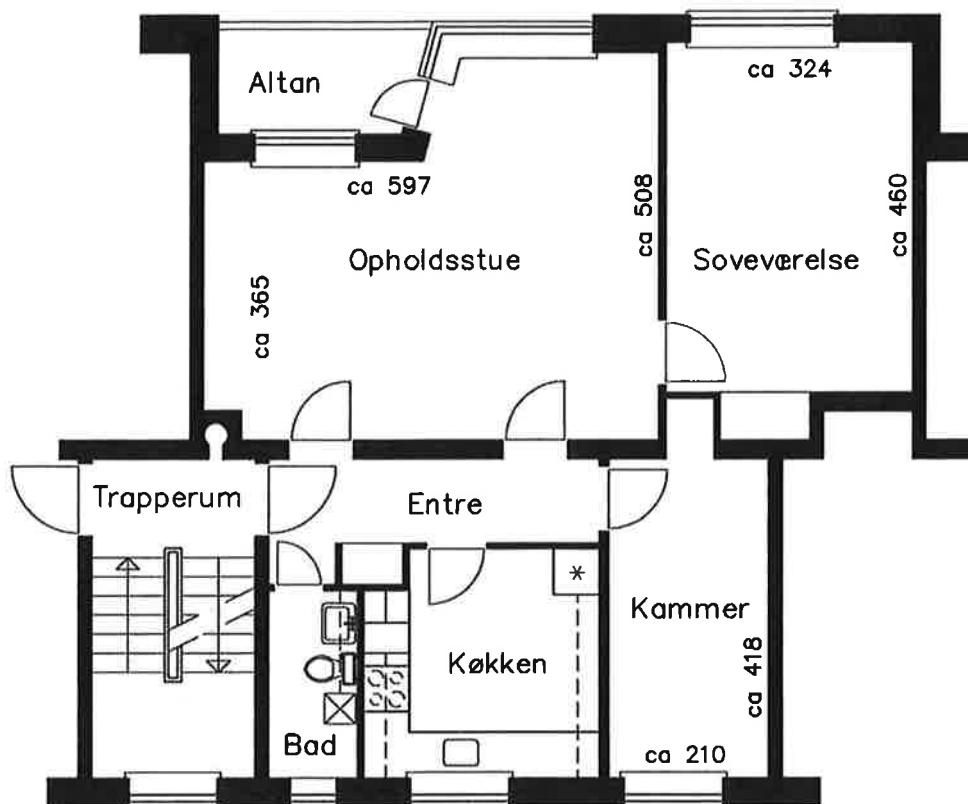 Altan
ca 324
ca 597
ca 508
ca 460
Opholdsstue
Soveværelse
ca 365
Trapperum
Entre
*
Kammer
Køkken
ca 418
Bad
ca 210